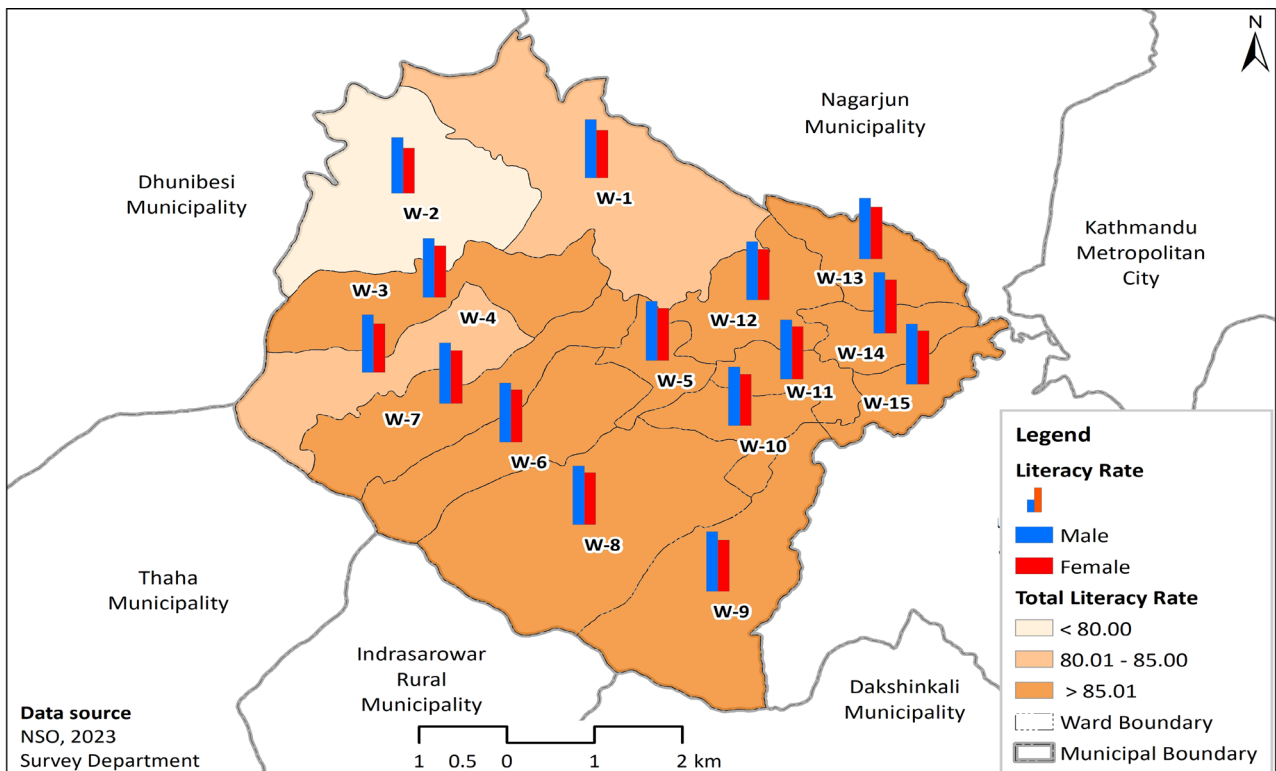 N
Nagarjun
Municipality
Dhunibesi
Municipality
Kathmandu
Metropolitan
City
W-1
W-2
W-13
W-3
W-4
W-12
W-14
W-5
W-11
W-15
W-7
W-10
W-6
W-8
W-9
Thaha
Municipality
Indrasarowar
Rural
Municipality
Dakshinkali
Municipality
Legend
Literacy Rate
Male
Female
Total Literacy Rate
< 80.00
80.01 - 85.00
> 85.01
Ward Boundary
Municipal Boundary
Data source
NSO, 2023
Survey Department
1 0.5 0 1 2 km